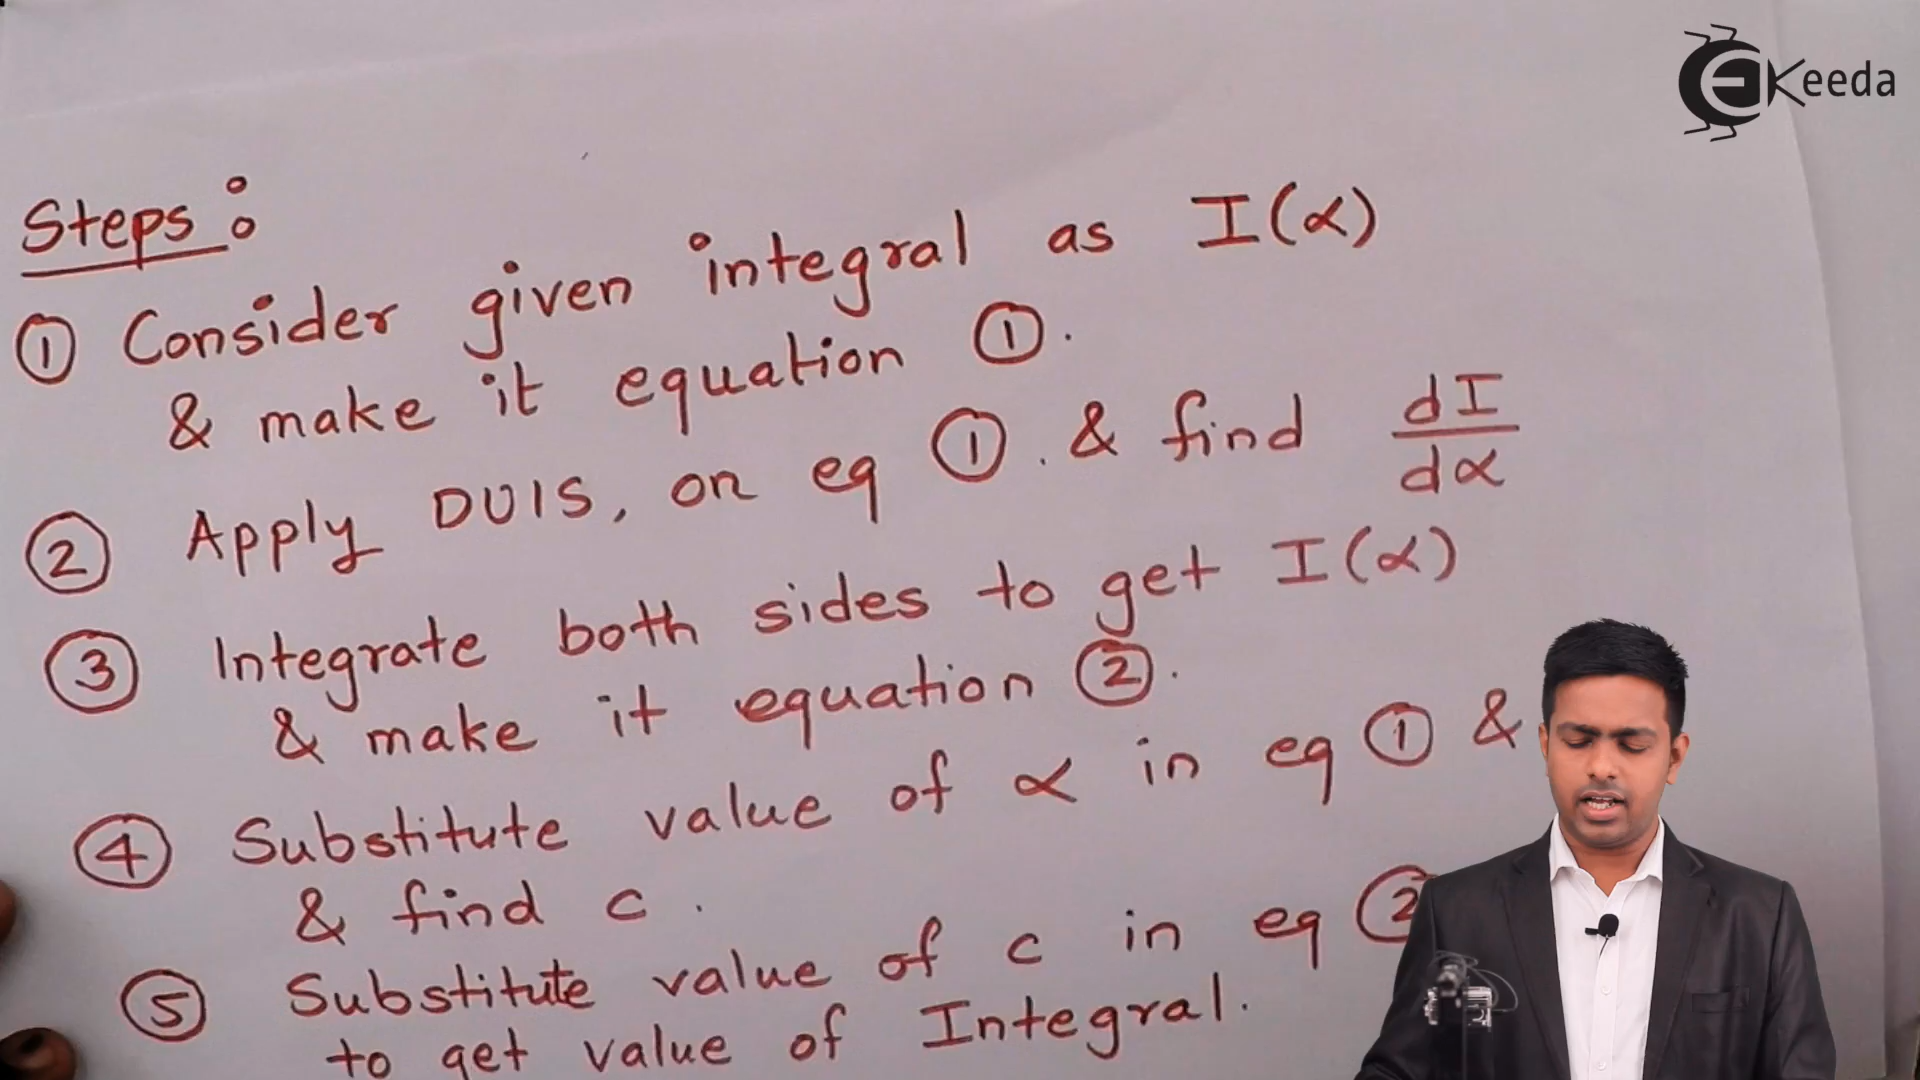 EKeeda
Steps :
① Consider given integral as I(α)
& make it equation ①.
② Apply DUIS, on eq ①. & find dI/dα
③ Integrate both sides to get I(α)
& make it equation ②.
④ Substitute value of α in eq ① &
& find c.
⑤ Substitute value of c in eq ②
to get value of Integral.